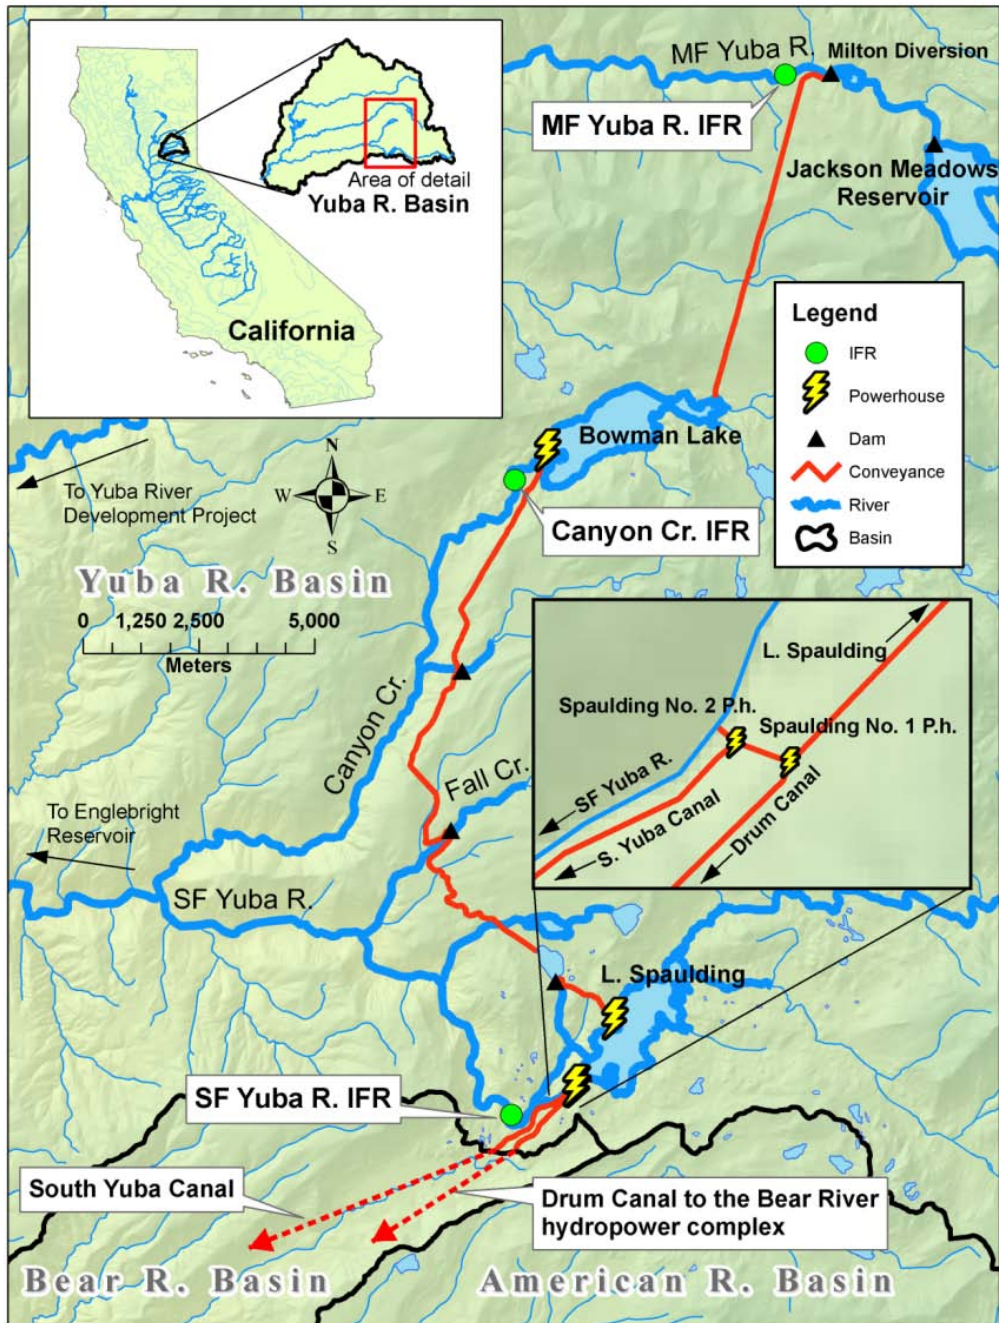 MF Yuba R.
Milton Diversion
MF Yuba R. IFR
Jackson Meadows
Reservoir
Area of detail
Yuba R. Basin
California
Legend
IFR
Powerhouse
Dam
Conveyance
River
Basin
Bowman Lake
N
W
E
S
To Yuba River
Development Project
Canyon Cr. IFR
Yuba R. Basin
0 1,250 2,500 5,000
Meters
Canyon Cr.
Fall Cr.
L. Spaulding
Spaulding No. 2 P.h.
Spaulding No. 1 P.h.
SF Yuba R.
S. Yuba Canal
Drum Canal
To Englebright
Reservoir
SF Yuba R.
L. Spaulding
SF Yuba R. IFR
South Yuba Canal
Drum Canal to the Bear River
hydropower complex
Bear R. Basin
American R. Basin